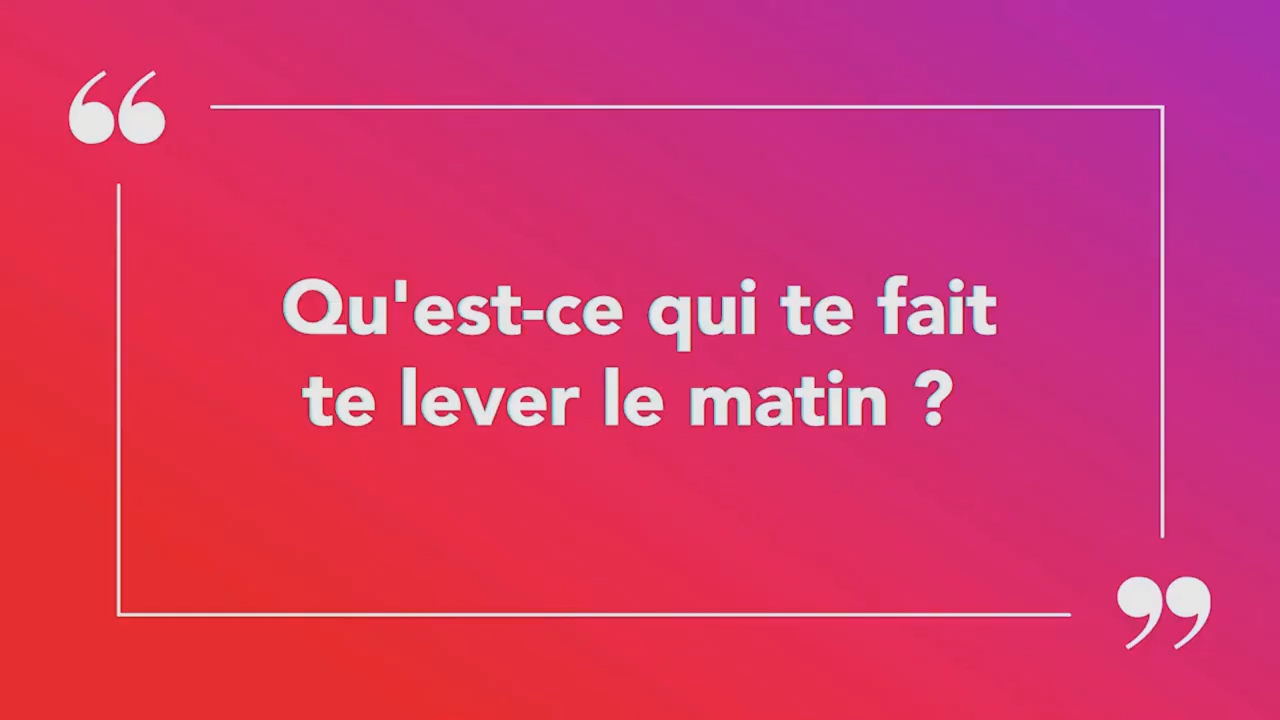 “
Qu'est-ce qui te fait
te lever le matin ?
”